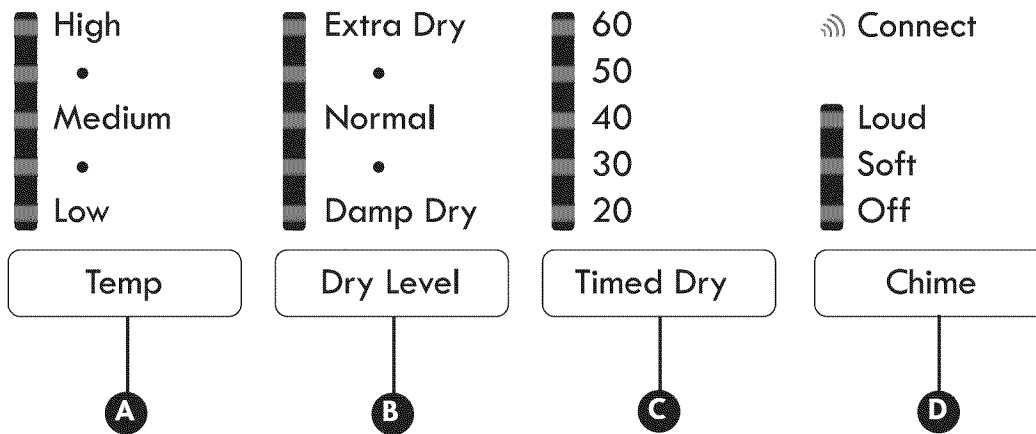 High
•
Medium
•
Low
Temp
A
Extra Dry
•
Normal
•
Damp Dry
Dry Level
B
60
50
40
30
20
Timed Dry
C
Connect
Loud
Soft
Off
Chime
D